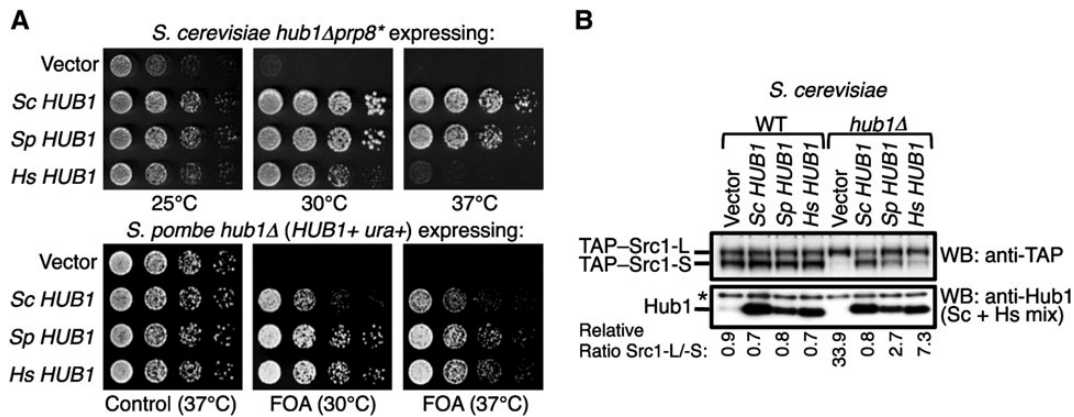 A
S. cerevisiae hub1Δprp8* expressing:
Vector
Sc HUB1
Sp HUB1
Hs HUB1
25°C 30°C 37°C
S. pombe hub1Δ (HUB1+ ura+) expressing:
Vector
Sc HUB1
Sp HUB1
Hs HUB1
Control (37°C) FOA (30°C) FOA (37°C)
B
S. cerevisiae
WT hub1Δ
Vector Sc HUB1 Sp HUB1 Hs HUB1 Vector Sc HUB1 Sp HUB1 Hs HUB1
TAP–Src1-L
TAP–Src1-S
WB: anti-TAP
*
Hub1
WB: anti-Hub1
(Sc + Hs mix)
Relative
Ratio Src1-L/-S:
0.9 0.7 0.8 0.7 33.9 0.8 2.7 7.3